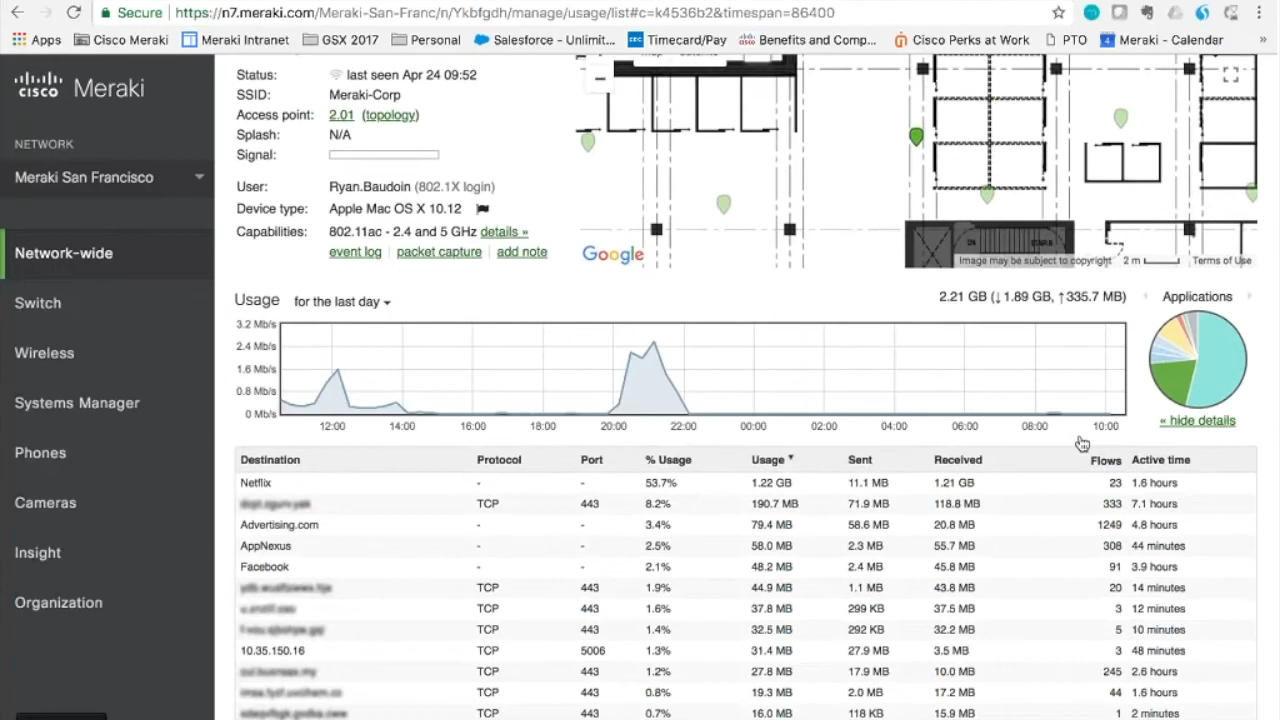 Secure https://n7.meraki.com/Meraki-San-Franc/n/Ykbfgdh/manage/usage/list#c=k4536b2&timespan=86400
Apps Cisco Meraki Meraki Intranet GSX 2017 Personal Salesforce - Unlimit... Timecard/Pay Benefits and Comp... Cisco Perks at Work PTO 4 Meraki - Calendar »
CISCO Meraki
NETWORK
Meraki San Francisco
Network-wide
Switch
Wireless
Systems Manager
Phones
Cameras
Insight
Organization
Status: last seen Apr 24 09:52
SSID: Meraki-Corp
Access point: 2.01 (topology)
Splash: N/A
Signal:
User: Ryan.Baudoin (802.1X login)
Device type: Apple Mac OS X 10.12
Capabilities: 802.11ac - 2.4 and 5 GHz details »
event log packet capture add note
Google
Image may be subject to copyright 2 m Terms of Use
Usage for the last day
2.21 GB (↓1.89 GB, ↑335.7 MB)
Applications
3.2 Mb/s
2.4 Mb/s
1.6 Mb/s
0.8 Mb/s
0 Mb/s
12:00 14:00 16:00 18:00 20:00 22:00 00:00 02:00 04:00 06:00 08:00 10:00
« hide details
Destination Protocol Port % Usage Usage ▼ Sent Received Flows Active time
Netflix - - 53.7% 1.22 GB 11.1 MB 1.21 GB 23 1.6 hours
TCP 443 8.2% 190.7 MB 71.9 MB 118.8 MB 333 7.1 hours
Advertising.com - - 3.4% 79.4 MB 58.6 MB 20.8 MB 1249 4.8 hours
AppNexus - - 2.5% 58.0 MB 2.3 MB 55.7 MB 308 44 minutes
Facebook - - 2.1% 48.2 MB 2.4 MB 45.8 MB 91 3.9 hours
TCP 443 1.9% 44.9 MB 1.1 MB 43.8 MB 20 14 minutes
TCP 443 1.6% 37.8 MB 299 KB 37.5 MB 3 12 minutes
TCP 443 1.4% 32.5 MB 292 KB 32.2 MB 5 10 minutes
10.35.150.16 TCP 5006 1.3% 31.4 MB 27.9 MB 3.5 MB 3 48 minutes
TCP 443 1.2% 27.8 MB 17.9 MB 10.0 MB 245 2.6 hours
TCP 443 0.8% 19.3 MB 2.0 MB 17.2 MB 44 1.6 hours
TCP 443 0.7% 16.0 MB 118 KB 15.9 MB 1 2 minutes